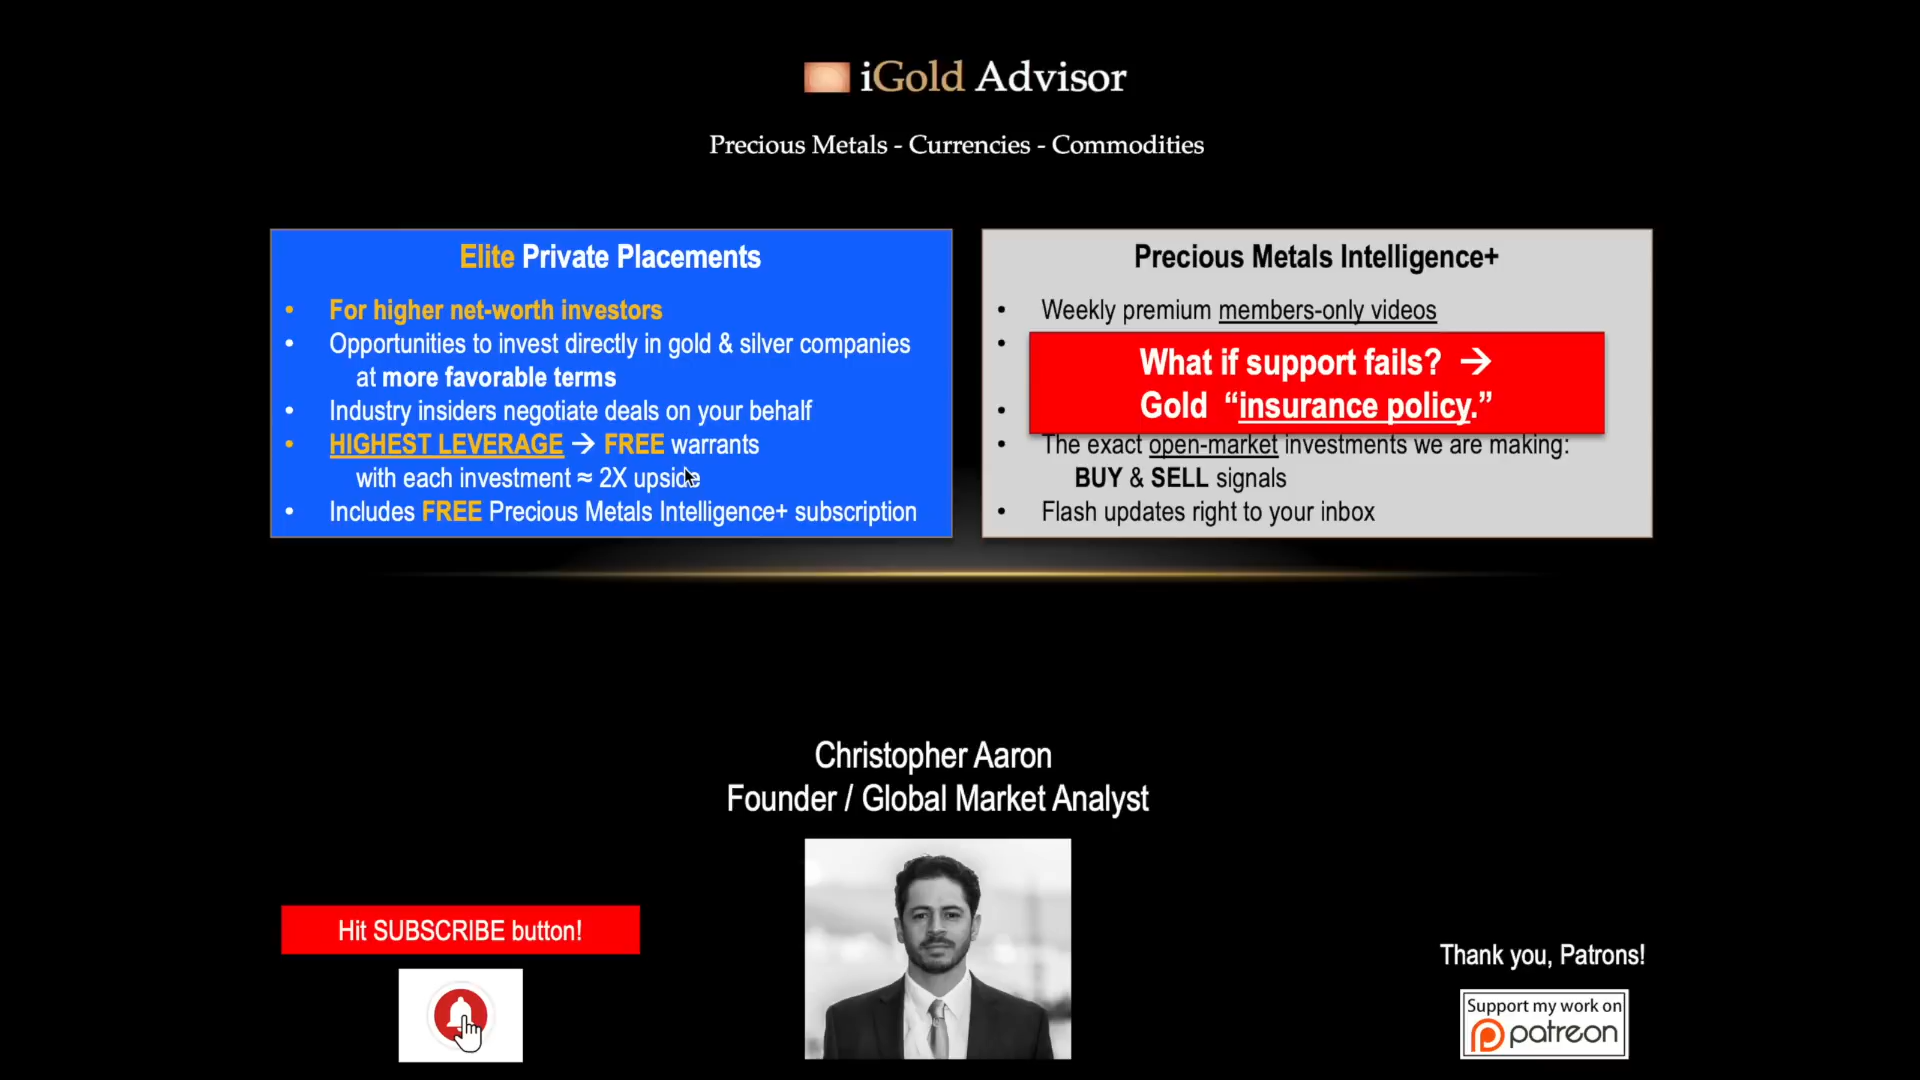 iGold Advisor
Precious Metals - Currencies - Commodities
Elite Private Placements
• For higher net-worth investors
• Opportunities to invest directly in gold & silver companies
at more favorable terms
• Industry insiders negotiate deals on your behalf
• HIGHEST LEVERAGE → FREE warrants
with each investment ≈ 2X upside
• Includes FREE Precious Metals Intelligence+ subscription
Precious Metals Intelligence+
• Weekly premium members-only videos
•
What if support fails? →
Gold “insurance policy.”
•
• The exact open-market investments we are making:
BUY & SELL signals
• Flash updates right to your inbox
Christopher Aaron
Founder / Global Market Analyst
Hit SUBSCRIBE button!
Thank you, Patrons!
Support my work on
patreon